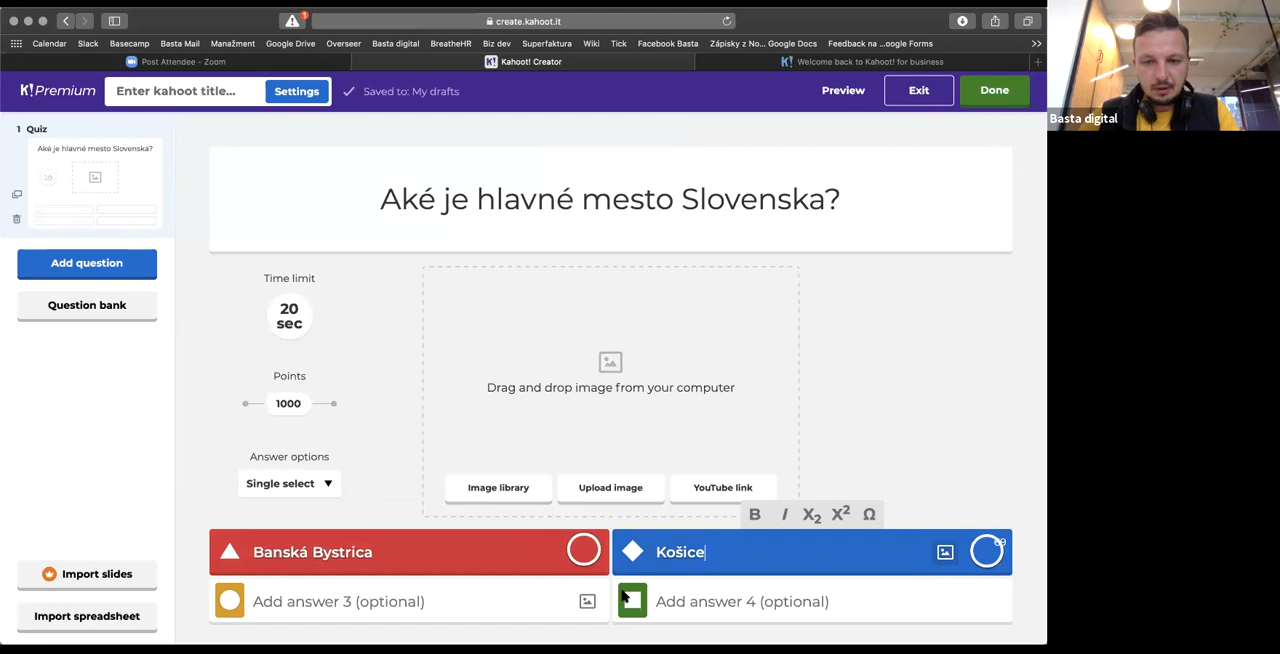 1
create.kahoot.it
Calendar Slack Basecamp Basta Mail Manažment Google Drive Overseer Basta digital BreatheHR Biz dev Superfaktura Wiki Tick Facebook Basta Zápisky z No... Google Docs Feedback na ...oogle Forms
Post Attendee - Zoom
K! Kahoot! Creator
K! Welcome back to Kahoot! for business
K!Premium
Enter kahoot title...
Settings
Saved to: My drafts
Preview
Exit
Done
Basta digital
1 Quiz
Aké je hlavné mesto Slovenska?
20
Add question
Question bank
Import slides
Import spreadsheet
Aké je hlavné mesto Slovenska?
Time limit
20
sec
Points
1000
Answer options
Single select
Drag and drop image from your computer
Image library
Upload image
YouTube link
B I X₂ X² Ω
Banská Bystrica
Košice
69
Add answer 3 (optional)
Add answer 4 (optional)